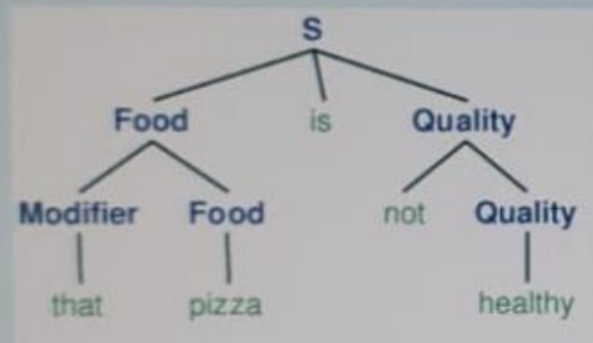 S
Food is Quality
Modifier Food not Quality
that pizza healthy